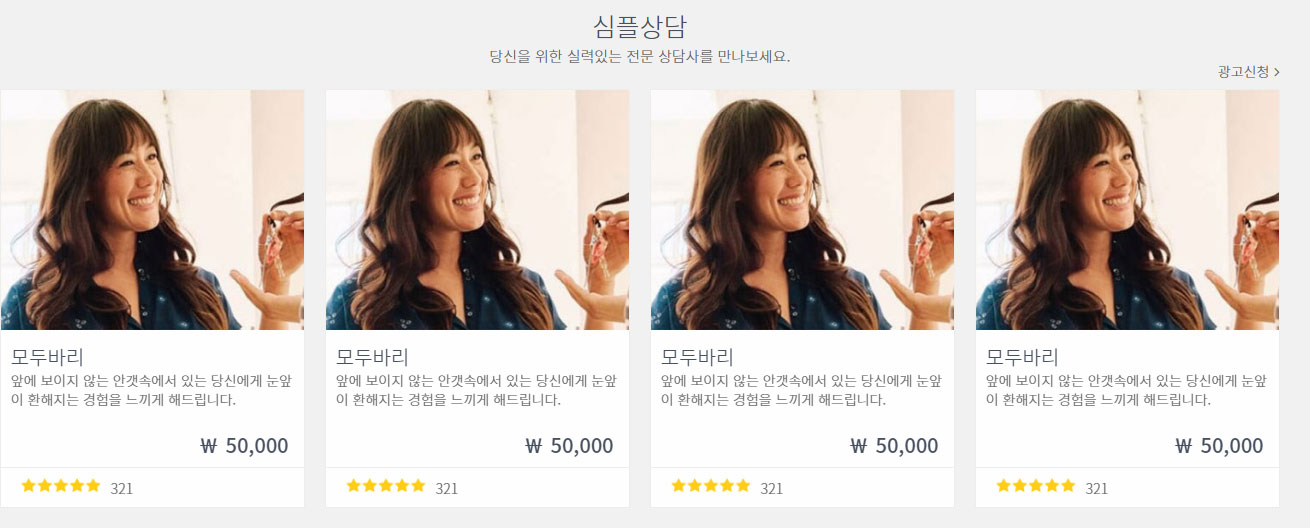 심플상담
당신을 위한 실력있는 전문 상담사를 만나보세요.
광고신청 >
모두바리
앞에 보이지 않는 안갯속에서 있는 당신에게 눈앞
이 환해지는 경험을 느끼게 해드립니다.
₩ 50,000
321
모두바리
앞에 보이지 않는 안갯속에서 있는 당신에게 눈앞
이 환해지는 경험을 느끼게 해드립니다.
₩ 50,000
321
모두바리
앞에 보이지 않는 안갯속에서 있는 당신에게 눈앞
이 환해지는 경험을 느끼게 해드립니다.
₩ 50,000
321
모두바리
앞에 보이지 않는 안갯속에서 있는 당신에게 눈앞
이 환해지는 경험을 느끼게 해드립니다.
₩ 50,000
321